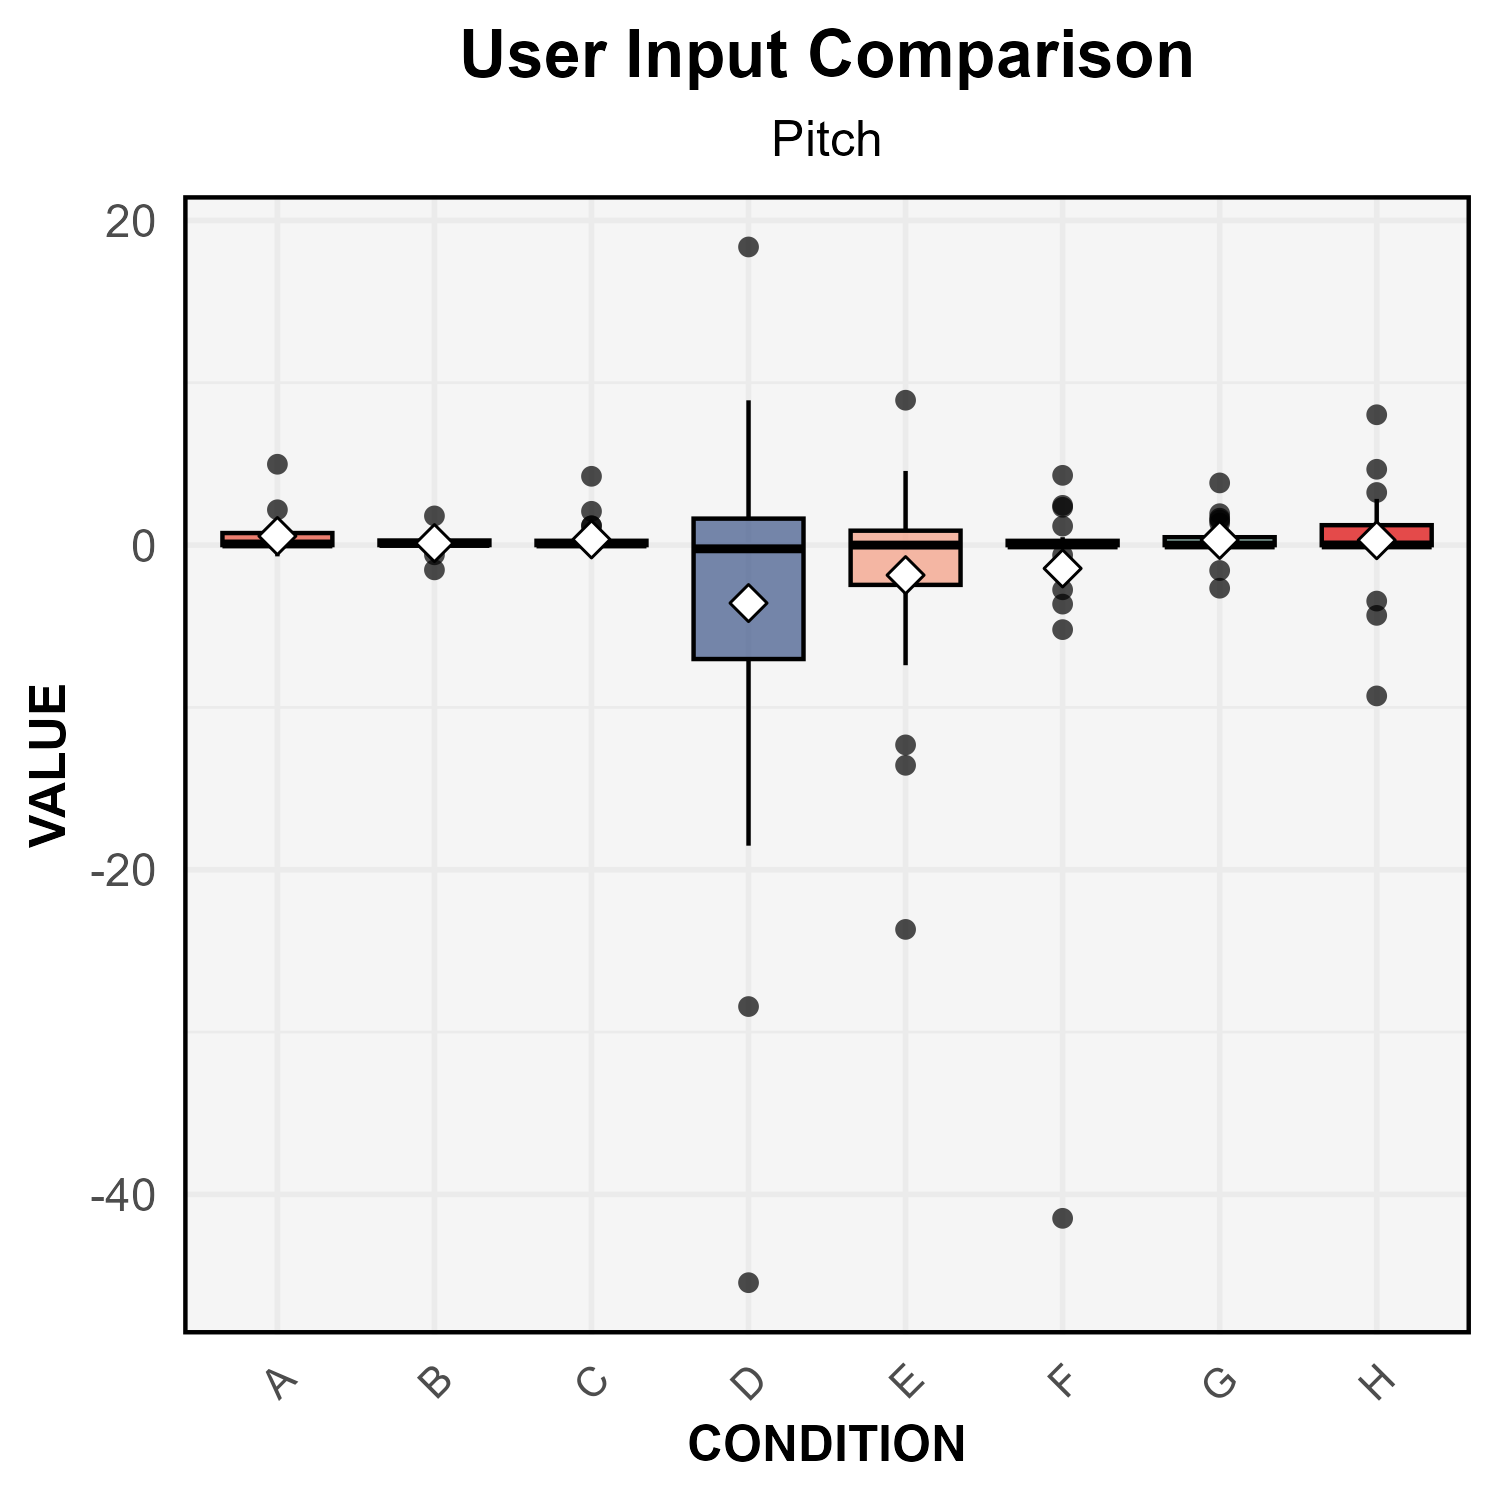 User Input Comparison
Pitch
VALUE
20
0
-20
-40
A B C D E F G H
CONDITION